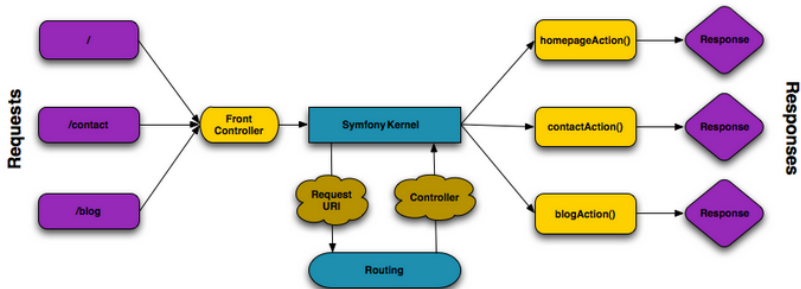 Requests
/
/contact
/blog
Front
Controller
Symfony Kernel
Request
URI
Controller
Routing
homepageAction()
Response
contactAction()
Response
blogAction()
Response
Responses